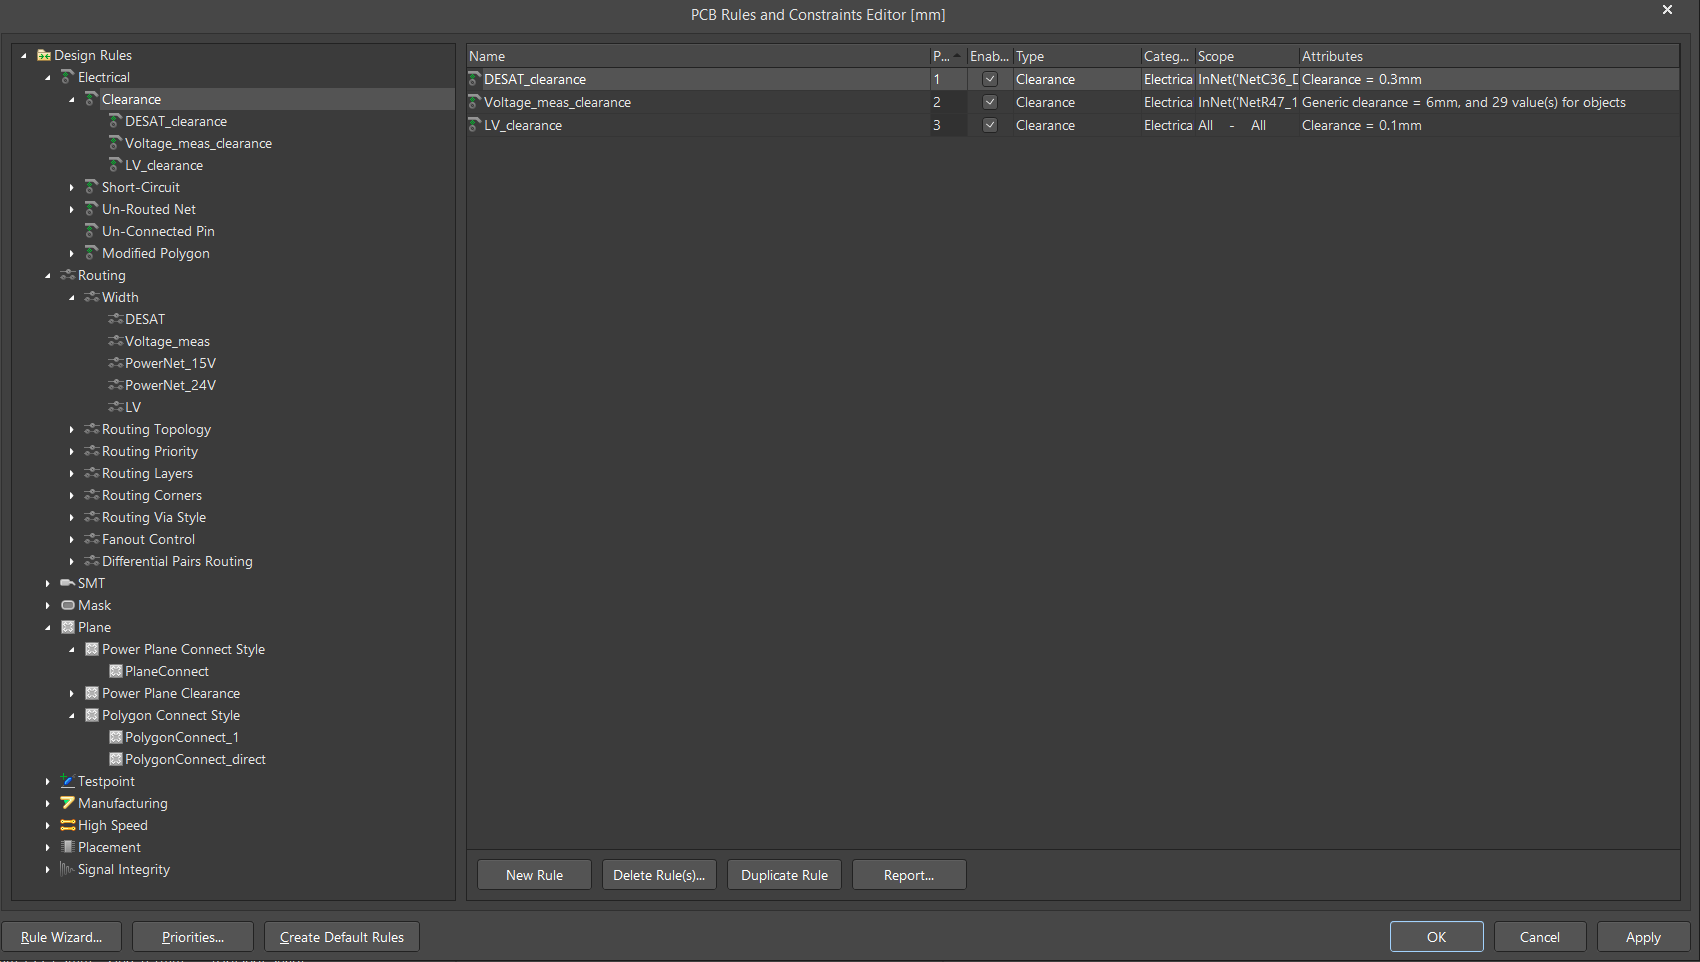 PCB Rules and Constraints Editor [mm]
Design Rules
Electrical
Clearance
DESAT_clearance
Voltage_meas_clearance
LV_clearance
Short-Circuit
Un-Routed Net
Un-Connected Pin
Modified Polygon
Routing
Width
DESAT
Voltage_meas
PowerNet_15V
PowerNet_24V
LV
Routing Topology
Routing Priority
Routing Layers
Routing Corners
Routing Via Style
Fanout Control
Differential Pairs Routing
SMT
Mask
Plane
Power Plane Connect Style
PlaneConnect
Power Plane Clearance
Polygon Connect Style
PolygonConnect_1
PolygonConnect_direct
Testpoint
Manufacturing
High Speed
Placement
Signal Integrity
Name P... Enab... Type Categ... Scope Attributes
DESAT_clearance 1 Clearance Electrica InNet('NetC36_D Clearance = 0.3mm
Voltage_meas_clearance 2 Clearance Electrica InNet('NetR47_1 Generic clearance = 6mm, and 29 value(s) for objects
LV_clearance 3 Clearance Electrica All - All Clearance = 0.1mm
New Rule Delete Rule(s)... Duplicate Rule Report...
Rule Wizard... Priorities... Create Default Rules OK Cancel Apply